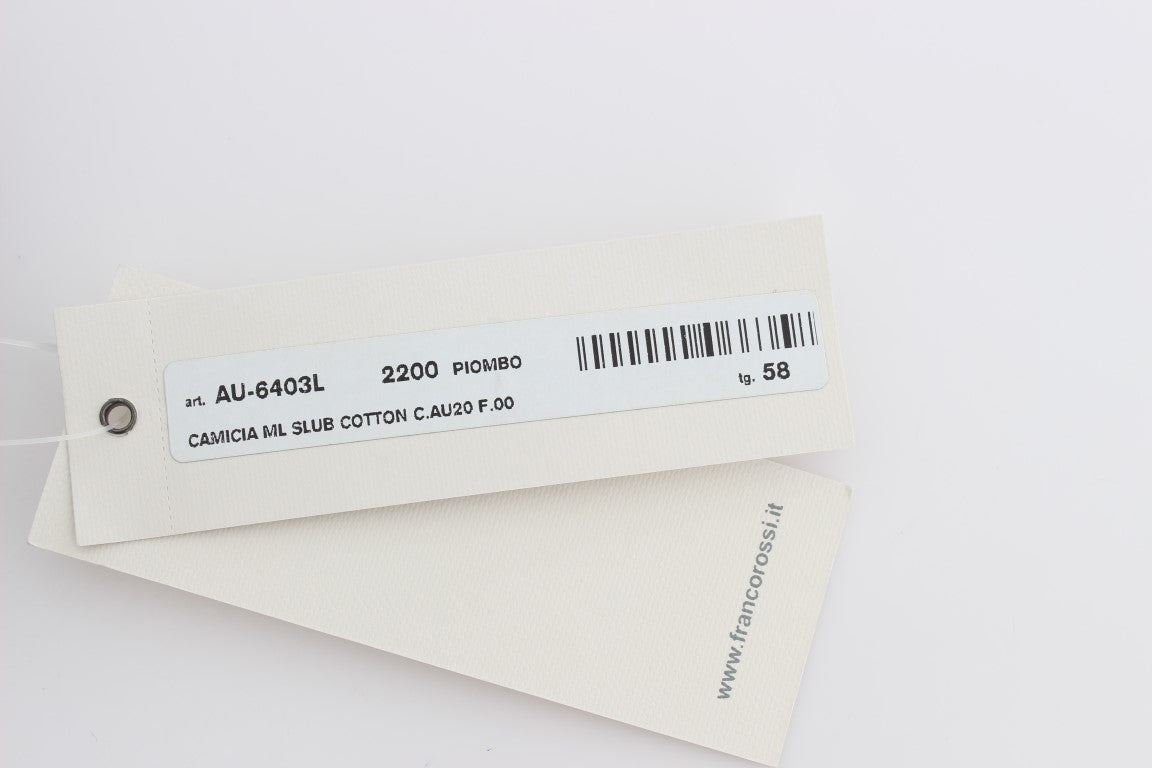 art. AU-6403L 2200 PIOMBO
CAMICIA ML SLUB COTTON C.AU20 F.00
tg. 58
www.francorossi.it